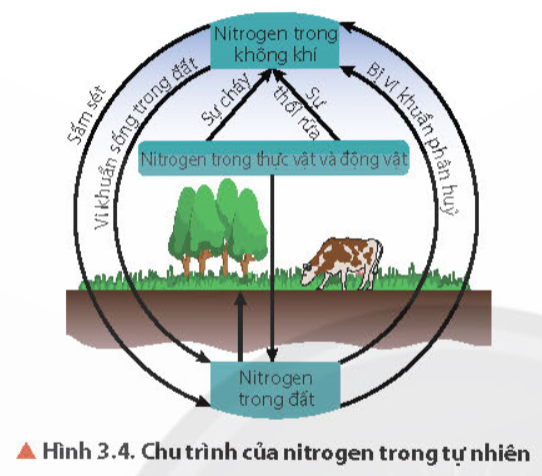 Nitrogen trong
không khí
Sấm sét
Vi khuẩn sống trong đất
Sự cháy
Sự
thối rữa
Bị vi khuẩn phân huỷ
Nitrogen trong thực vật và động vật
Nitrogen
trong đất
▲ Hình 3.4. Chu trình của nitrogen trong tự nhiên